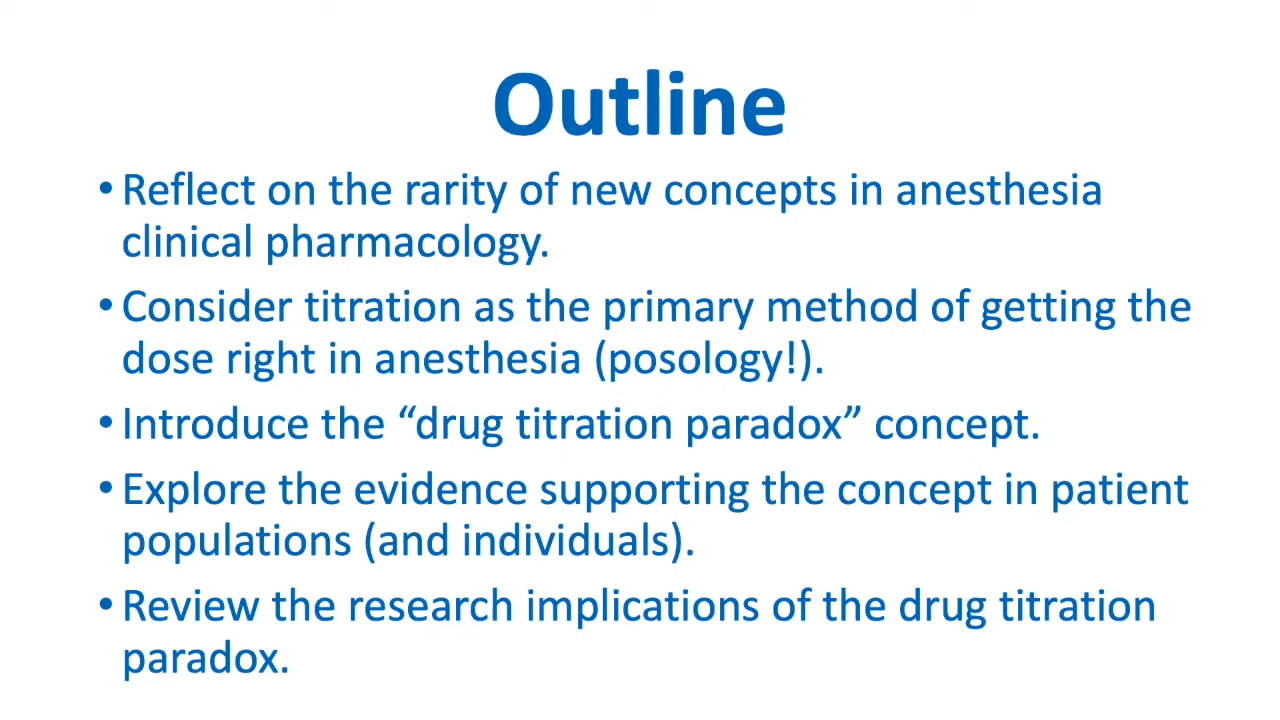 Outline
• Reflect on the rarity of new concepts in anesthesia
clinical pharmacology.
• Consider titration as the primary method of getting the
dose right in anesthesia (posology!).
• Introduce the “drug titration paradox” concept.
• Explore the evidence supporting the concept in patient
populations (and individuals).
• Review the research implications of the drug titration
paradox.